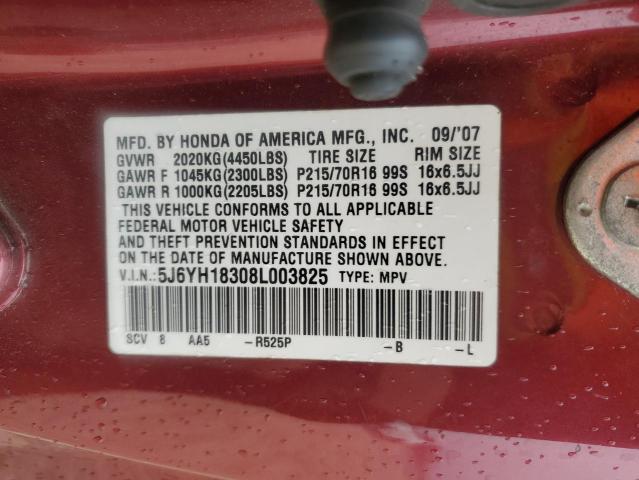 MFD. BY HONDA OF AMERICA MFG., INC. 09/'07
GVWR 2020KG(4450LBS) TIRE SIZE RIM SIZE
GAWR F 1045KG(2300LBS) P215/70R16 99S 16x6.5JJ
GAWR R 1000KG(2205LBS) P215/70R16 99S 16x6.5JJ
THIS VEHICLE CONFORMS TO ALL APPLICABLE
FEDERAL MOTOR VEHICLE SAFETY
AND THEFT PREVENTION STANDARDS IN EFFECT
ON THE DATE OF MANUFACTURE SHOWN ABOVE.
V.I.N.: 5J6YH18308L003825 TYPE: MPV
SCV 8 AA5 -R525P -B -L